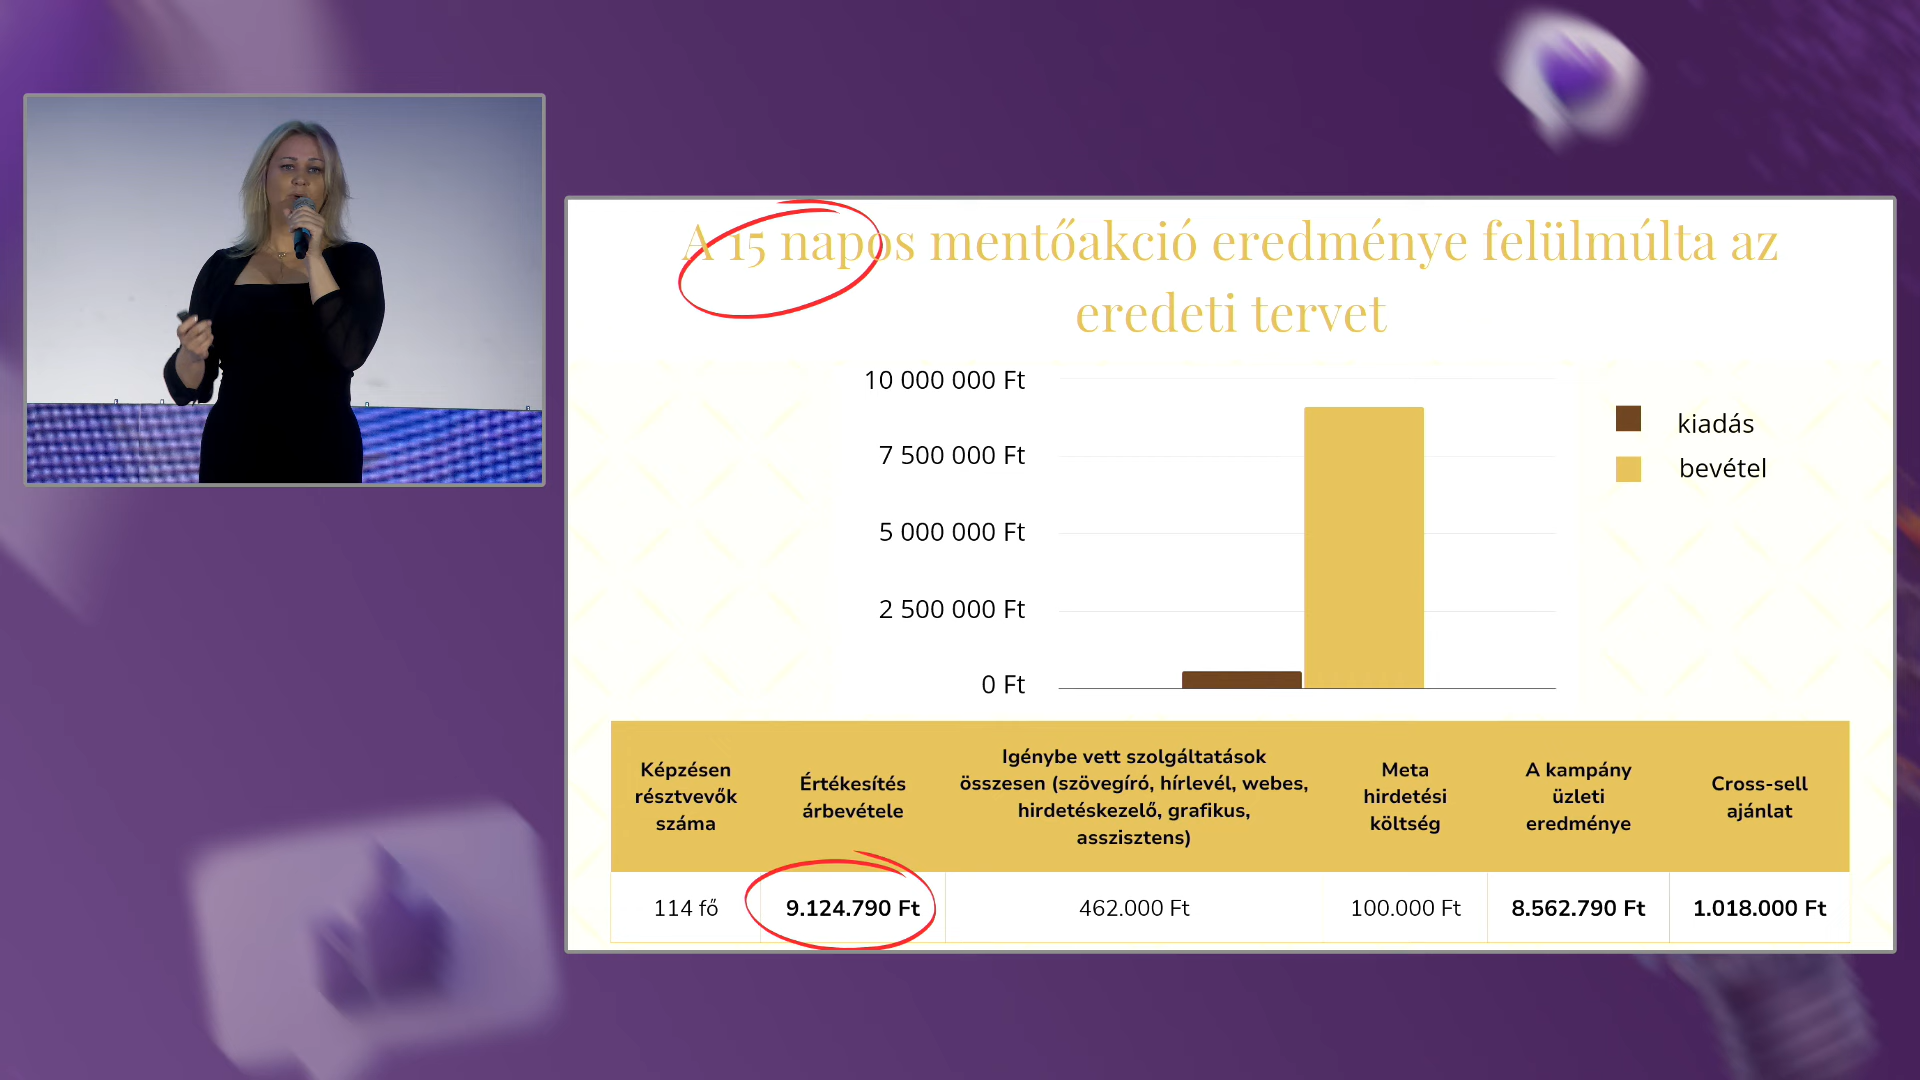 A 15 napos mentőakció eredménye felülmúlta az
eredeti tervet
10 000 000 Ft
7 500 000 Ft
5 000 000 Ft
2 500 000 Ft
0 Ft
kiadás
bevétel
Képzésen
résztvevők
száma
Értékesítés
árbevétele
Igénybe vett szolgáltatások
összesen (szövegíró, hírlevél, webes,
hirdetéskezelő, grafikus,
asszisztens)
Meta
hirdetési
költség
A kampány
üzleti
eredménye
Cross-sell
ajánlat
114 fő
9.124.790 Ft
462.000 Ft
100.000 Ft
8.562.790 Ft
1.018.000 Ft